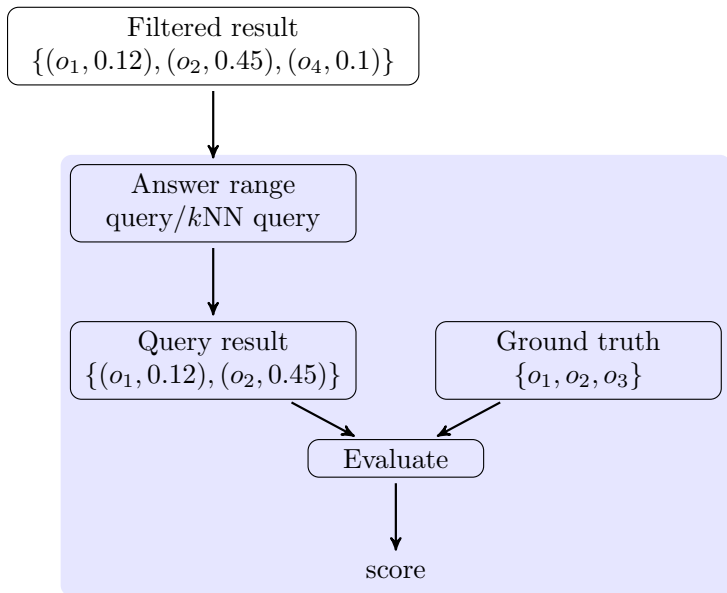 Filtered result
{(o₁, 0.12), (o₂, 0.45), (o₄, 0.1)}
Answer range
query/kNN query
Query result
{(o₁, 0.12), (o₂, 0.45)}
Ground truth
{o₁, o₂, o₃}
Evaluate
score